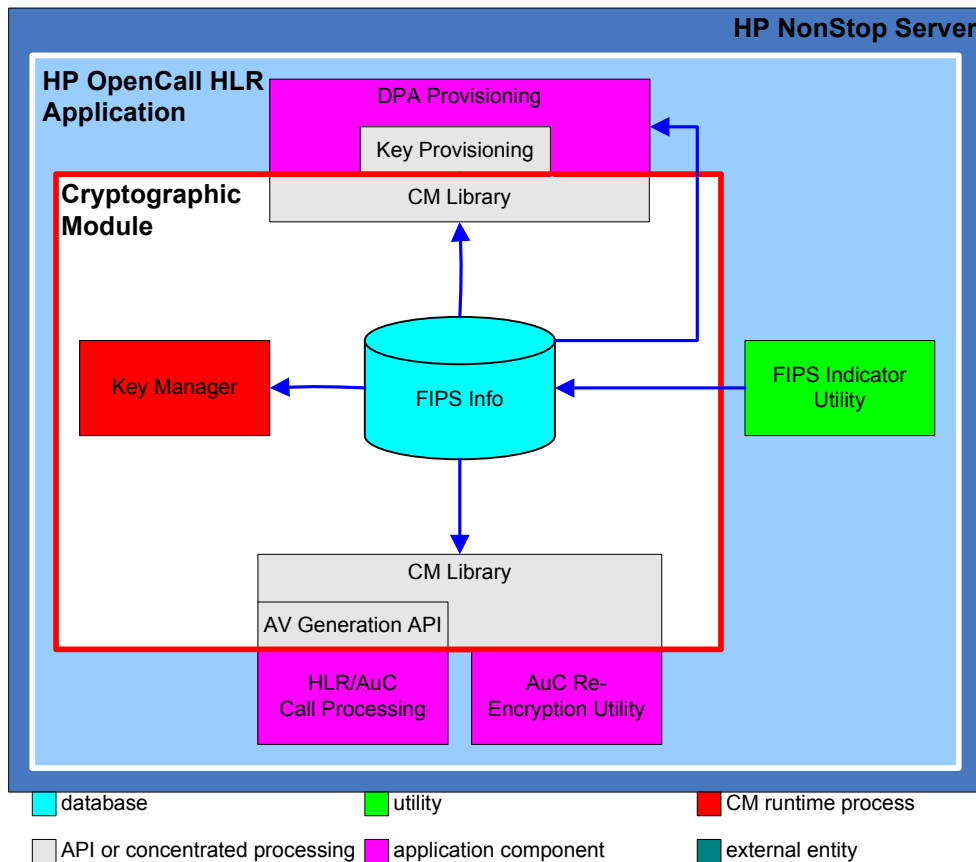 HP NonStop Server
HP OpenCall HLR
Application
DPA Provisioning
Key Provisioning
CM Library
Cryptographic
Module
Key Manager
FIPS Info
FIPS Indicator
Utility
CM Library
AV Generation API
HLR/AuC
Call Processing
AuC Re-
Encryption Utility
database
utility
CM runtime process
API or concentrated processing
application component
external entity